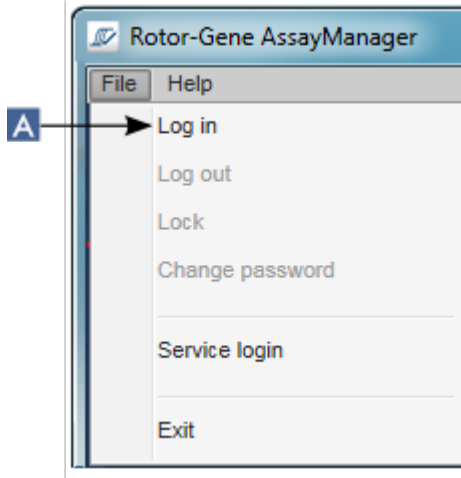 Rotor-Gene AssayManager
File Help
A
Log in
Log out
Lock
Change password
Service login
Exit